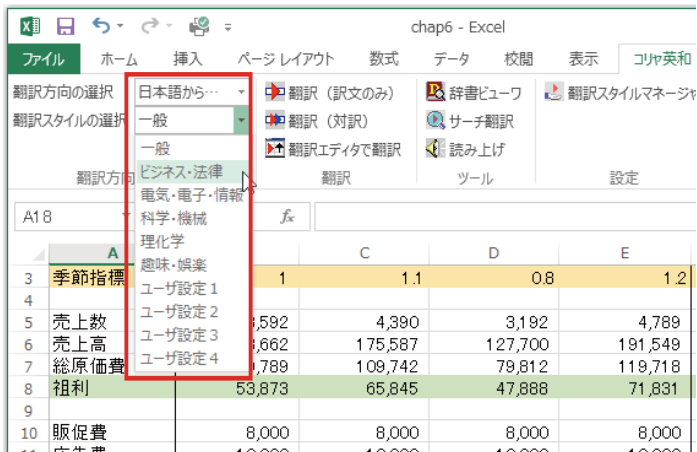 chap6 - Excel
ファイル ホーム 挿入 ページ レイアウト 数式 データ 校閲 表示 コリャ英和
翻訳方向の選択 日本語から… 翻訳（訳文のみ） 辞書ビューワ 翻訳スタイルマネージャ
翻訳スタイルの選択 一般 翻訳（対訳） サーチ翻訳
一般 翻訳エディタで翻訳 読み上げ
翻訳方向 ビジネス・法律 翻訳 ツール 設定
電気・電子・情報
A18 科学・機械 fx
理化学
A C D E
趣味・娯楽
3 季節指標 1 1.1 0.8 1.2
ユーザ設定1
4
ユーザ設定2
5 売上数 3,592 4,390 3,192 4,789
ユーザ設定3
6 売上高 ,662 175,587 127,700 191,549
ユーザ設定4
7 総原価費 ,789 109,742 79,812 119,718
8 祖利 53,873 65,845 47,888 71,831
9
10 販促費 8,000 8,000 8,000 8,000